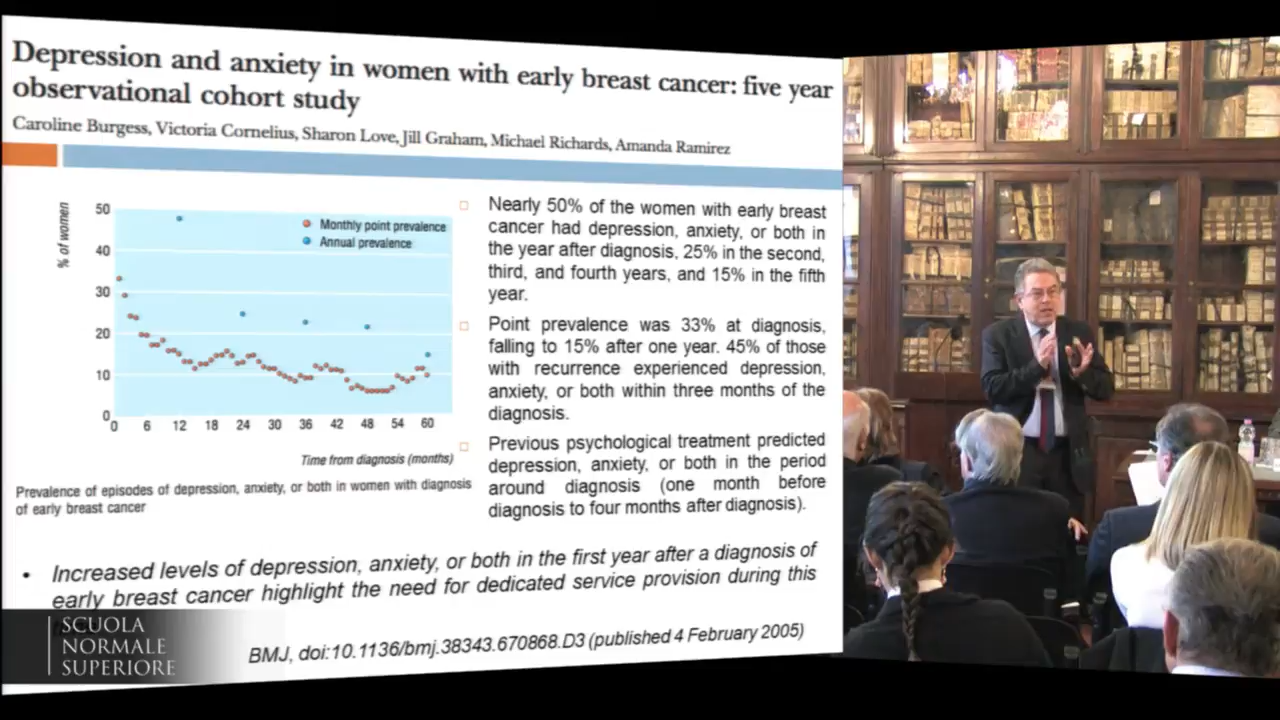 Depression and anxiety in women with early breast cancer: five year
observational cohort study
Caroline Burgess, Victoria Cornelius, Sharon Love, Jill Graham, Michael Richards, Amanda Ramirez
% of women
50
40
30
20
10
0
Monthly point prevalence
Annual prevalence
0 6 12 18 24 30 36 42 48 54 60
Time from diagnosis (months)
Prevalence of episodes of depression, anxiety, or both in women with diagnosis
of early breast cancer
Nearly 50% of the women with early breast
cancer had depression, anxiety, or both in
the year after diagnosis, 25% in the second,
third, and fourth years, and 15% in the fifth
year.
Point prevalence was 33% at diagnosis,
falling to 15% after one year. 45% of those
with recurrence experienced depression,
anxiety, or both within three months of the
diagnosis.
Previous psychological treatment predicted
depression, anxiety, or both in the period
around diagnosis (one month before
diagnosis to four months after diagnosis).
• Increased levels of depression, anxiety, or both in the first year after a diagnosis of
early breast cancer highlight the need for dedicated service provision during this
BMJ, doi:10.1136/bmj.38343.670868.D3 (published 4 February 2005)
SCUOLA
NORMALE
SUPERIORE